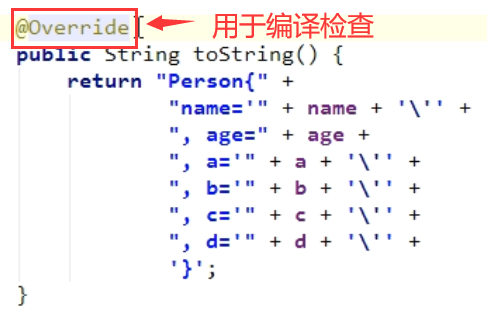 @Override 用于编译检查
public String toString() {
    return "Person{" +
            "name='" + name + '\'' +
            ", age=" + age +
            ", a='" + a + '\'' +
            ", b='" + b + '\'' +
            ", c='" + c + '\'' +
            ", d='" + d + '\'' +
            '}';
}